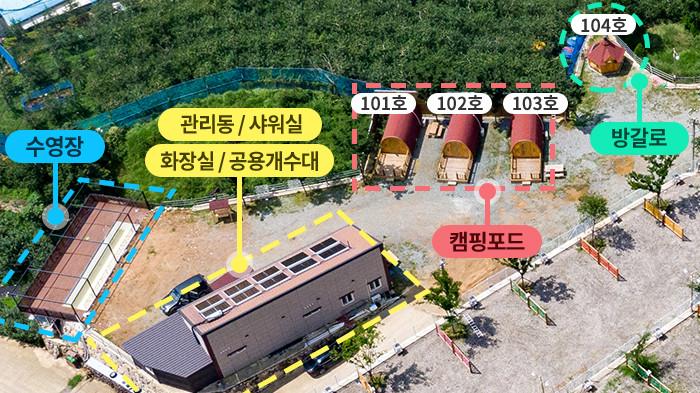 104호
101호
102호
103호
관리동 / 샤워실
화장실 / 공용개수대
수영장
방갈로
캠핑포드